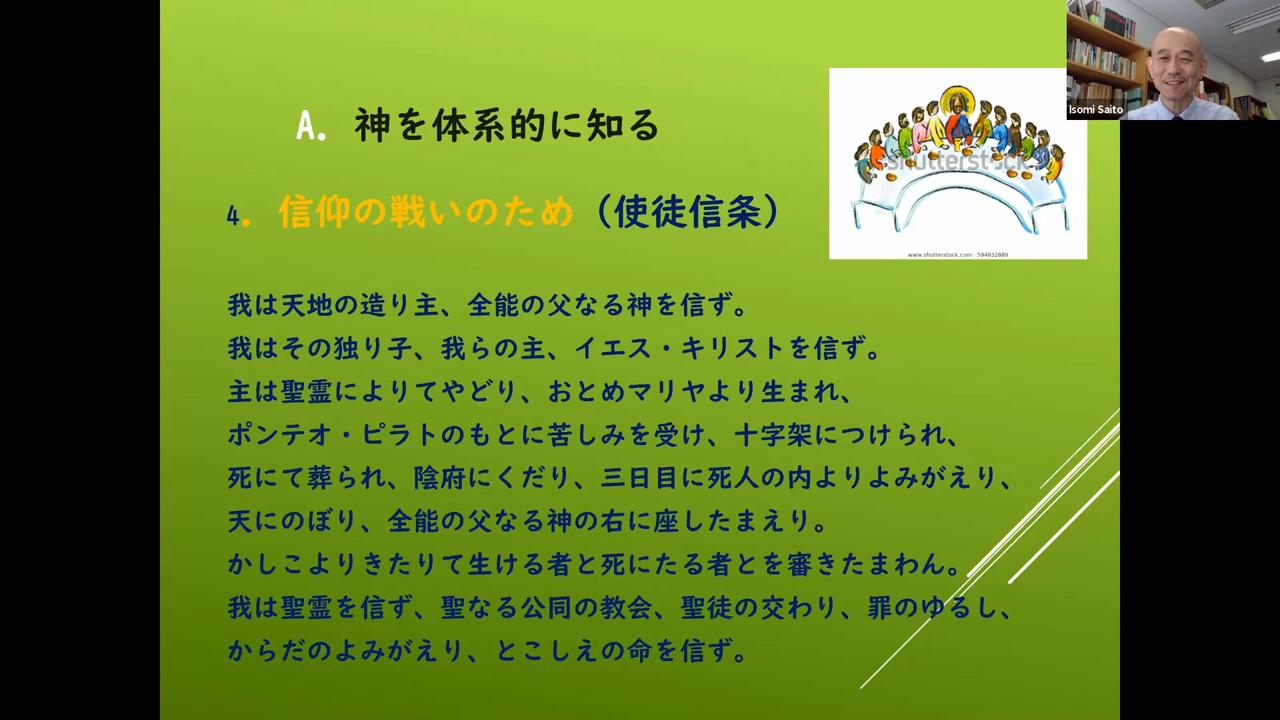 A. 神を体系的に知る
4. 信仰の戦いのため（使徒信条）
我は天地の造り主、全能の父なる神を信ず。
我はその独り子、我らの主、イエス・キリストを信ず。
主は聖霊によりてやどり、おとめマリヤより生まれ、
ポンテオ・ピラトのもとに苦しみを受け、十字架につけられ、
死にて葬られ、陰府にくだり、三日目に死人の内よりよみがえり、
天にのぼり、全能の父なる神の右に座したまえり。
かしこよりきたりて生ける者と死にたる者とを審きたまわん。
我は聖霊を信ず、聖なる公同の教会、聖徒の交わり、罪のゆるし、
からだのよみがえり、とこしえの命を信ず。
shutterstock
www.shutterstock.com · 594832889
Isomi Saito